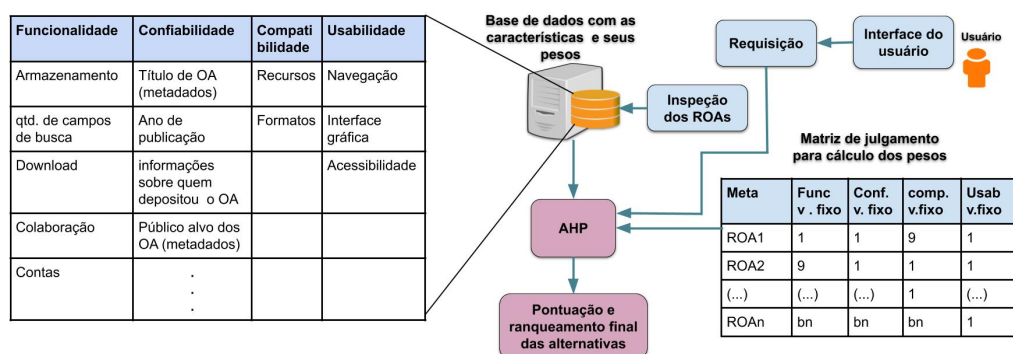 Funcionalidade Confiabilidade Compati Usabilidade
bilidade
Armazenamento Título de OA Recursos Navegação
(metadados)
qtd. de campos Ano de Formatos Interface
de busca publicação gráfica
Download informações Acessibilidade
sobre quem
depositou o OA
Colaboração Público alvo dos
OA (metadados)
Contas .
.
.
Base de dados com as
características e seus
pesos
Requisição
Interface do
usuário
Usuário
Inspeção
dos ROAs
Matriz de julgamento
para cálculo dos pesos
AHP
Meta Func Conf. comp. Usab
v . fixo v. fixo v.fixo v.fixo
ROA1 1 1 9 1
ROA2 9 1 1 1
(...) (...) (...) 1 (...)
ROAn bn bn bn 1
Pontuação e
ranqueamento final
das alternativas